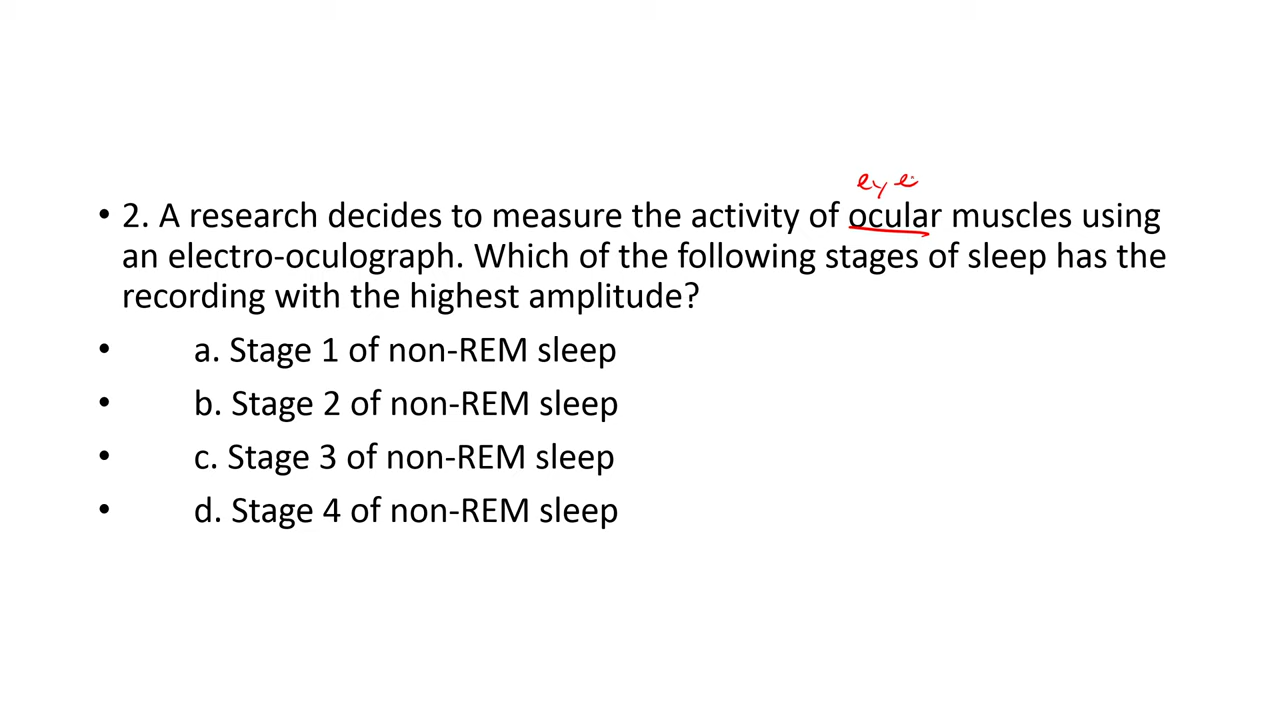 eye
• 2. A research decides to measure the activity of ocular muscles using
an electro-oculograph. Which of the following stages of sleep has the
recording with the highest amplitude?
• a. Stage 1 of non-REM sleep
• b. Stage 2 of non-REM sleep
• c. Stage 3 of non-REM sleep
• d. Stage 4 of non-REM sleep